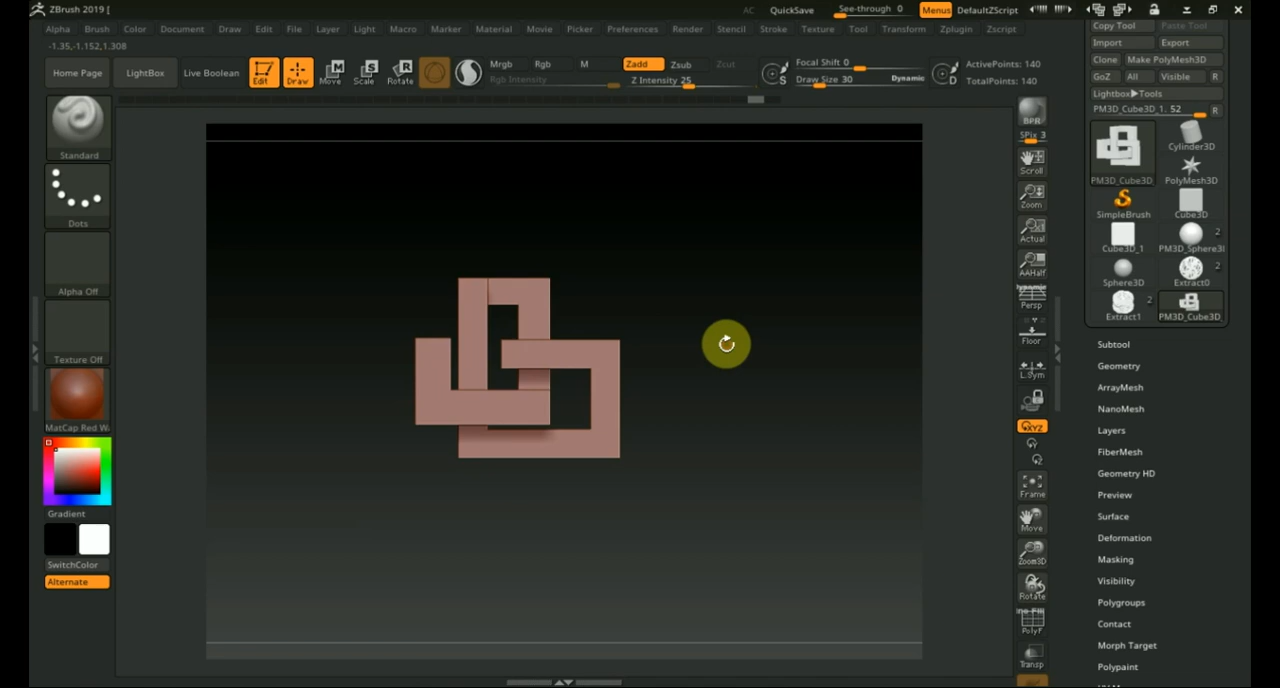 ZBrush 2019 [
AC QuickSave See-through 0 Menus DefaultZScript
Alpha Brush Color Document Draw Edit File Layer Light Macro Marker Material Movie Picker Preferences Render Stencil Stroke Texture Tool Transform Zplugin Zscript
-1.35,-1.152,1.308
Home Page LightBox Live Boolean Edit Draw Move Scale Rotate
Mrgb Rgb M Zadd Zsub Zcut
Rgb Intensity Z Intensity 25
Focal Shift 0
Draw Size 30 Dynamic
ActivePoints: 140
TotalPoints: 140
Standard
Dots
Alpha Off
Texture Off
MatCap Red W
Gradient
SwitchColor
Alternate
BPR
SPix 3
Scroll
Zoom
Actual
AAHalf
Persp
Floor
L.Sym
XYZ
Frame
Move
Zoom3D
Rotate
PolyF
Transp
Copy Tool Paste Tool
Import Export
Clone Make PolyMesh3D
GoZ All Visible R
Lightbox▶Tools
PM3D_Cube3D_1. 52 R
PM3D_Cube3D Cylinder3D
PolyMesh3D
SimpleBrush Cube3D
Cube3D_1 2 PM3D_Sphere3
Sphere3D 2 Extract0
2 Extract1 PM3D_Cube3D_
Subtool
Geometry
ArrayMesh
NanoMesh
Layers
FiberMesh
Geometry HD
Preview
Surface
Deformation
Masking
Visibility
Polygroups
Contact
Morph Target
Polypaint